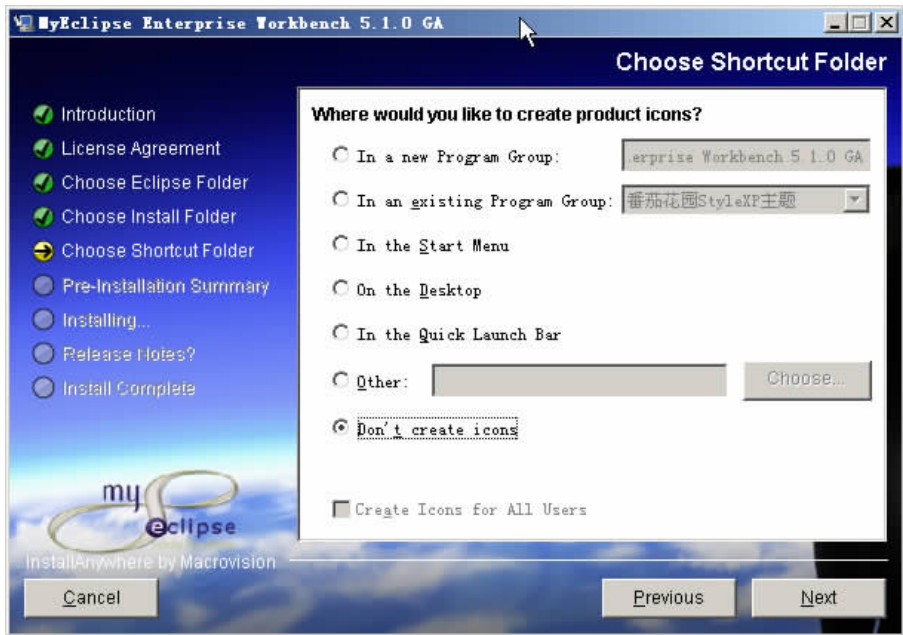 MyEclipse Enterprise Workbench 5.1.0 GA
Choose Shortcut Folder
Introduction
License Agreement
Choose Eclipse Folder
Choose Install Folder
Choose Shortcut Folder
Pre-Installation Summary
Installing...
Release Notes?
Install Complete
Where would you like to create product icons?
In a new Program Group: .erprise Workbench 5.1.0 GA
In an existing Program Group: 番茄花园StyleXP主题
In the Start Menu
On the Desktop
In the Quick Launch Bar
Other: Choose...
Don't create icons
Create Icons for All Users
my
eclipse
InstallAnywhere by Macrovision
Cancel Previous Next